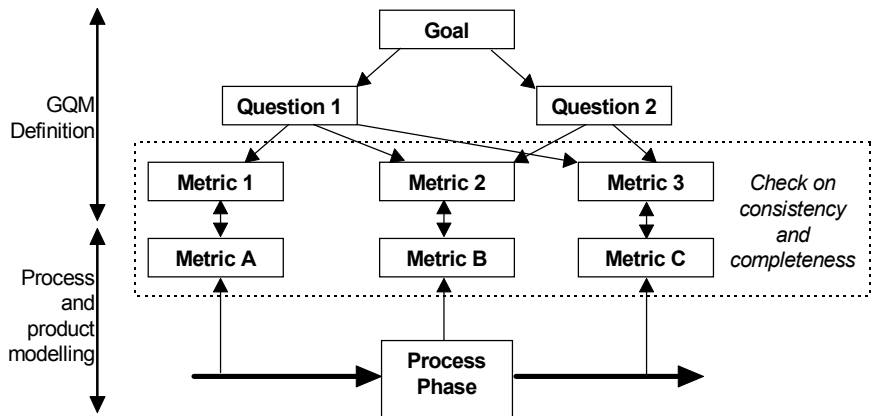 Goal
Question 1
Question 2
GQM
Definition
Metric 1
Metric 2
Metric 3
Check on
consistency
and
completeness
Metric A
Metric B
Metric C
Process
and
product
modelling
Process
Phase